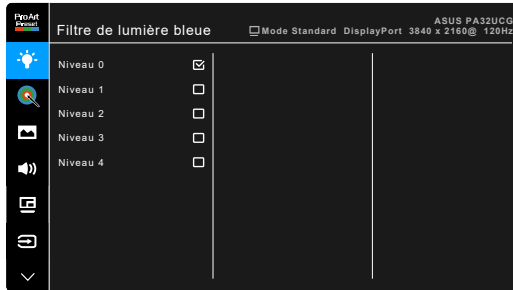 ProArt
Preset
Filtre de lumière bleue
ASUS PA32UCG
Mode Standard DisplayPort 3840 x 2160@ 120Hz
Niveau 0
Niveau 1
Niveau 2
Niveau 3
Niveau 4